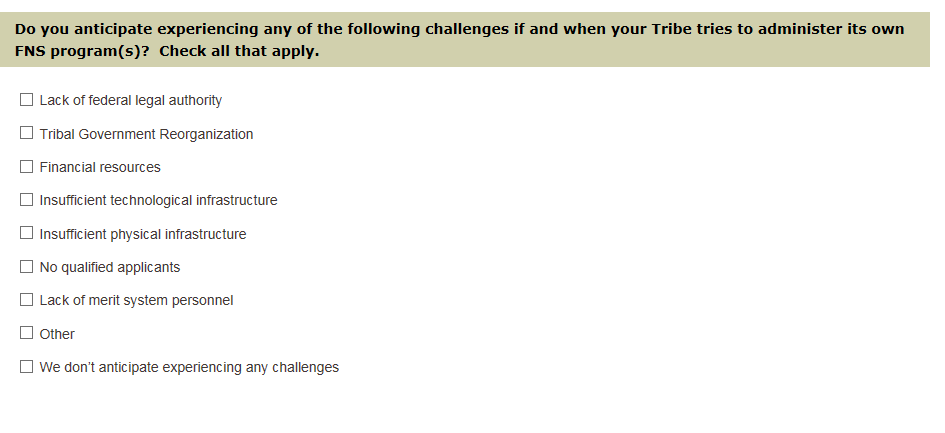 Do you anticipate experiencing any of the following challenges if and when your Tribe tries to administer its own
FNS program(s)?  Check all that apply.
Lack of federal legal authority
Tribal Government Reorganization
Financial resources
Insufficient technological infrastructure
Insufficient physical infrastructure
No qualified applicants
Lack of merit system personnel
Other
We don’t anticipate experiencing any challenges